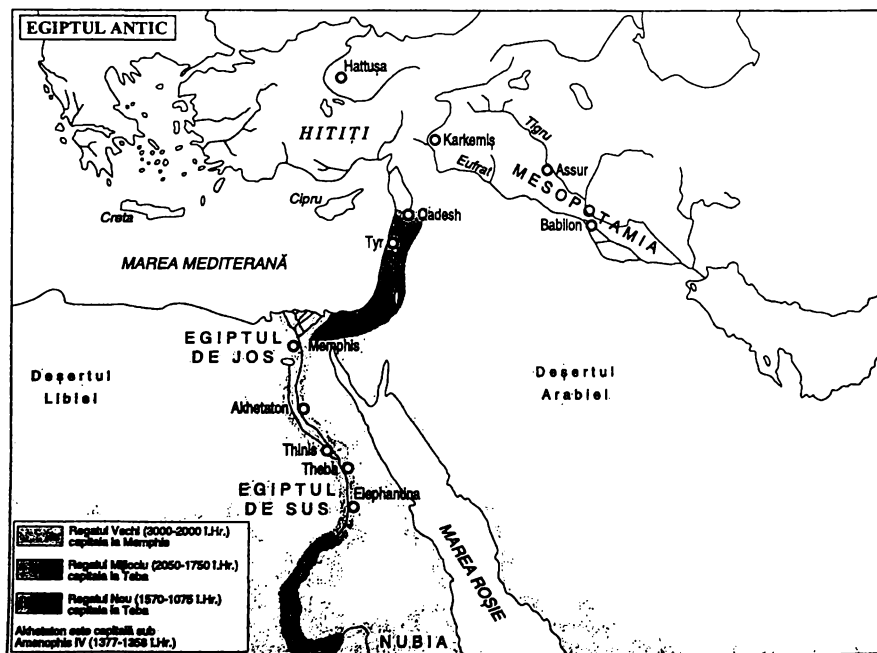 EGIPTUL ANTIC
Hattușa
HITIȚI
Karkemiș
Tigru
Eufrat
Assur
MESOPOTAMIA
Babilon
Creta
Cipru
Qadesh
Tyr
MAREA MEDITERANĂ
EGIPTUL
DE JOS
Memphis
Deșertul
Libiei
Deșertul
Arabiei
Akhetaton
Thinis
Theba
EGIPTUL
DE SUS
Elephantina
MAREA ROȘIE
NUBIA
Regatul Vechi (3000-2000 î.Hr.)
capitala la Memphis
Regatul Mijlociu (2050-1750 î.Hr.)
capitala la Teba
Regatul Nou (1570-1075 î.Hr.)
capitala la Teba
Akhetaton este capitală sub
Amenophis IV (1377-1358 î.Hr.)